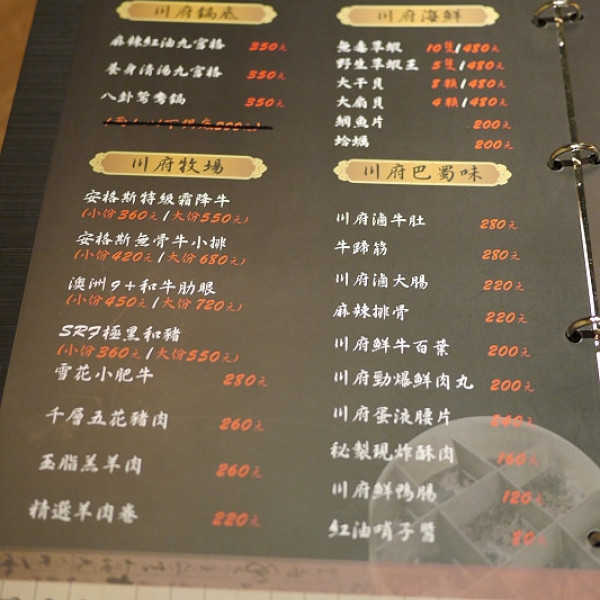 川府鍋底
麻辣紅油九宮格 350元
養身清湯九宮格 350元
八卦鴛鴦鍋 350元
川府牧場
安格斯特級霜降牛
(小份360元/大份550元)
安格斯無骨牛小排
(小份420元/大份680元)
澳洲9+和牛肋眼
(小份450元/大份720元)
SRF極黑和豬
(小份360元/大份550元)
雪花小肥牛 280元
千層五花豬肉 260元
玉脂羔羊肉 260元
精選羊肉卷 220元
川府海鮮
無毒草蝦 10隻/480元
野生草蝦王 5隻/480元
大干貝 8顆/480元
大扇貝 4顆/480元
鯛魚片 200元
蛤蠣 200元
川府巴蜀味
川府滷牛肚 280元
牛蹄筋 280元
川府滷大腸 220元
麻辣排骨 220元
川府鮮牛百葉 200元
川府勁爆鮮肉丸 200元
川府蛋液腰片
秘製現炸酥肉 160元
川府鮮鴨腸 120元
紅油哨子醬 80元